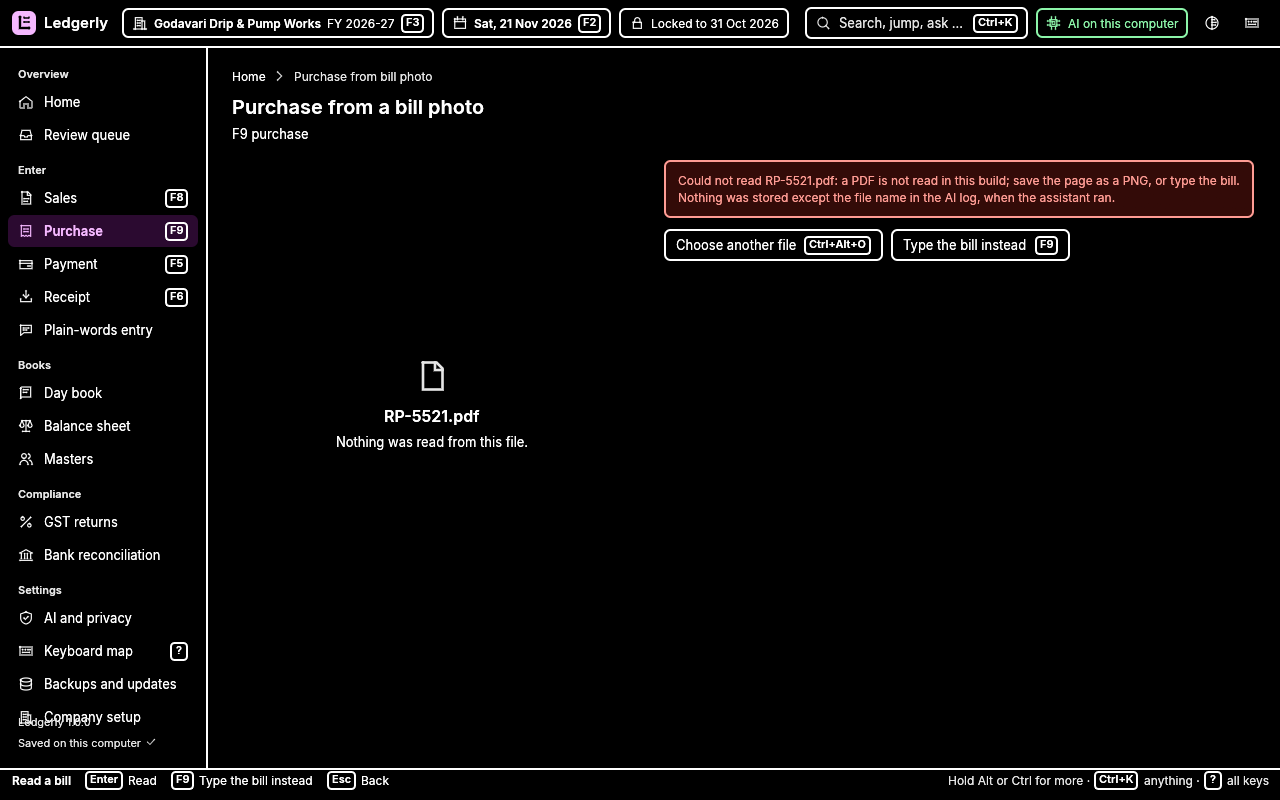 Ledgerly
Godavari Drip & Pump Works FY 2026-27 F3
Sat, 21 Nov 2026 F2
Locked to 31 Oct 2026
Search, jump, ask ... Ctrl+K
AI on this computer
Overview
Home
Review queue
Enter
Sales F8
Purchase F9
Payment F5
Receipt F6
Plain-words entry
Books
Day book
Balance sheet
Masters
Compliance
GST returns
Bank reconciliation
Settings
AI and privacy
Keyboard map ?
Backups and updates
Company setup
Ledgerly 1.0.0
Saved on this computer
Home > Purchase from bill photo
Purchase from a bill photo
F9 purchase
RP-5521.pdf
Nothing was read from this file.
Could not read RP-5521.pdf: a PDF is not read in this build; save the page as a PNG, or type the bill.
Nothing was stored except the file name in the AI log, when the assistant ran.
Choose another file Ctrl+Alt+O
Type the bill instead F9
Read a bill Enter Read F9 Type the bill instead Esc Back
Hold Alt or Ctrl for more · Ctrl+K anything · ? all keys